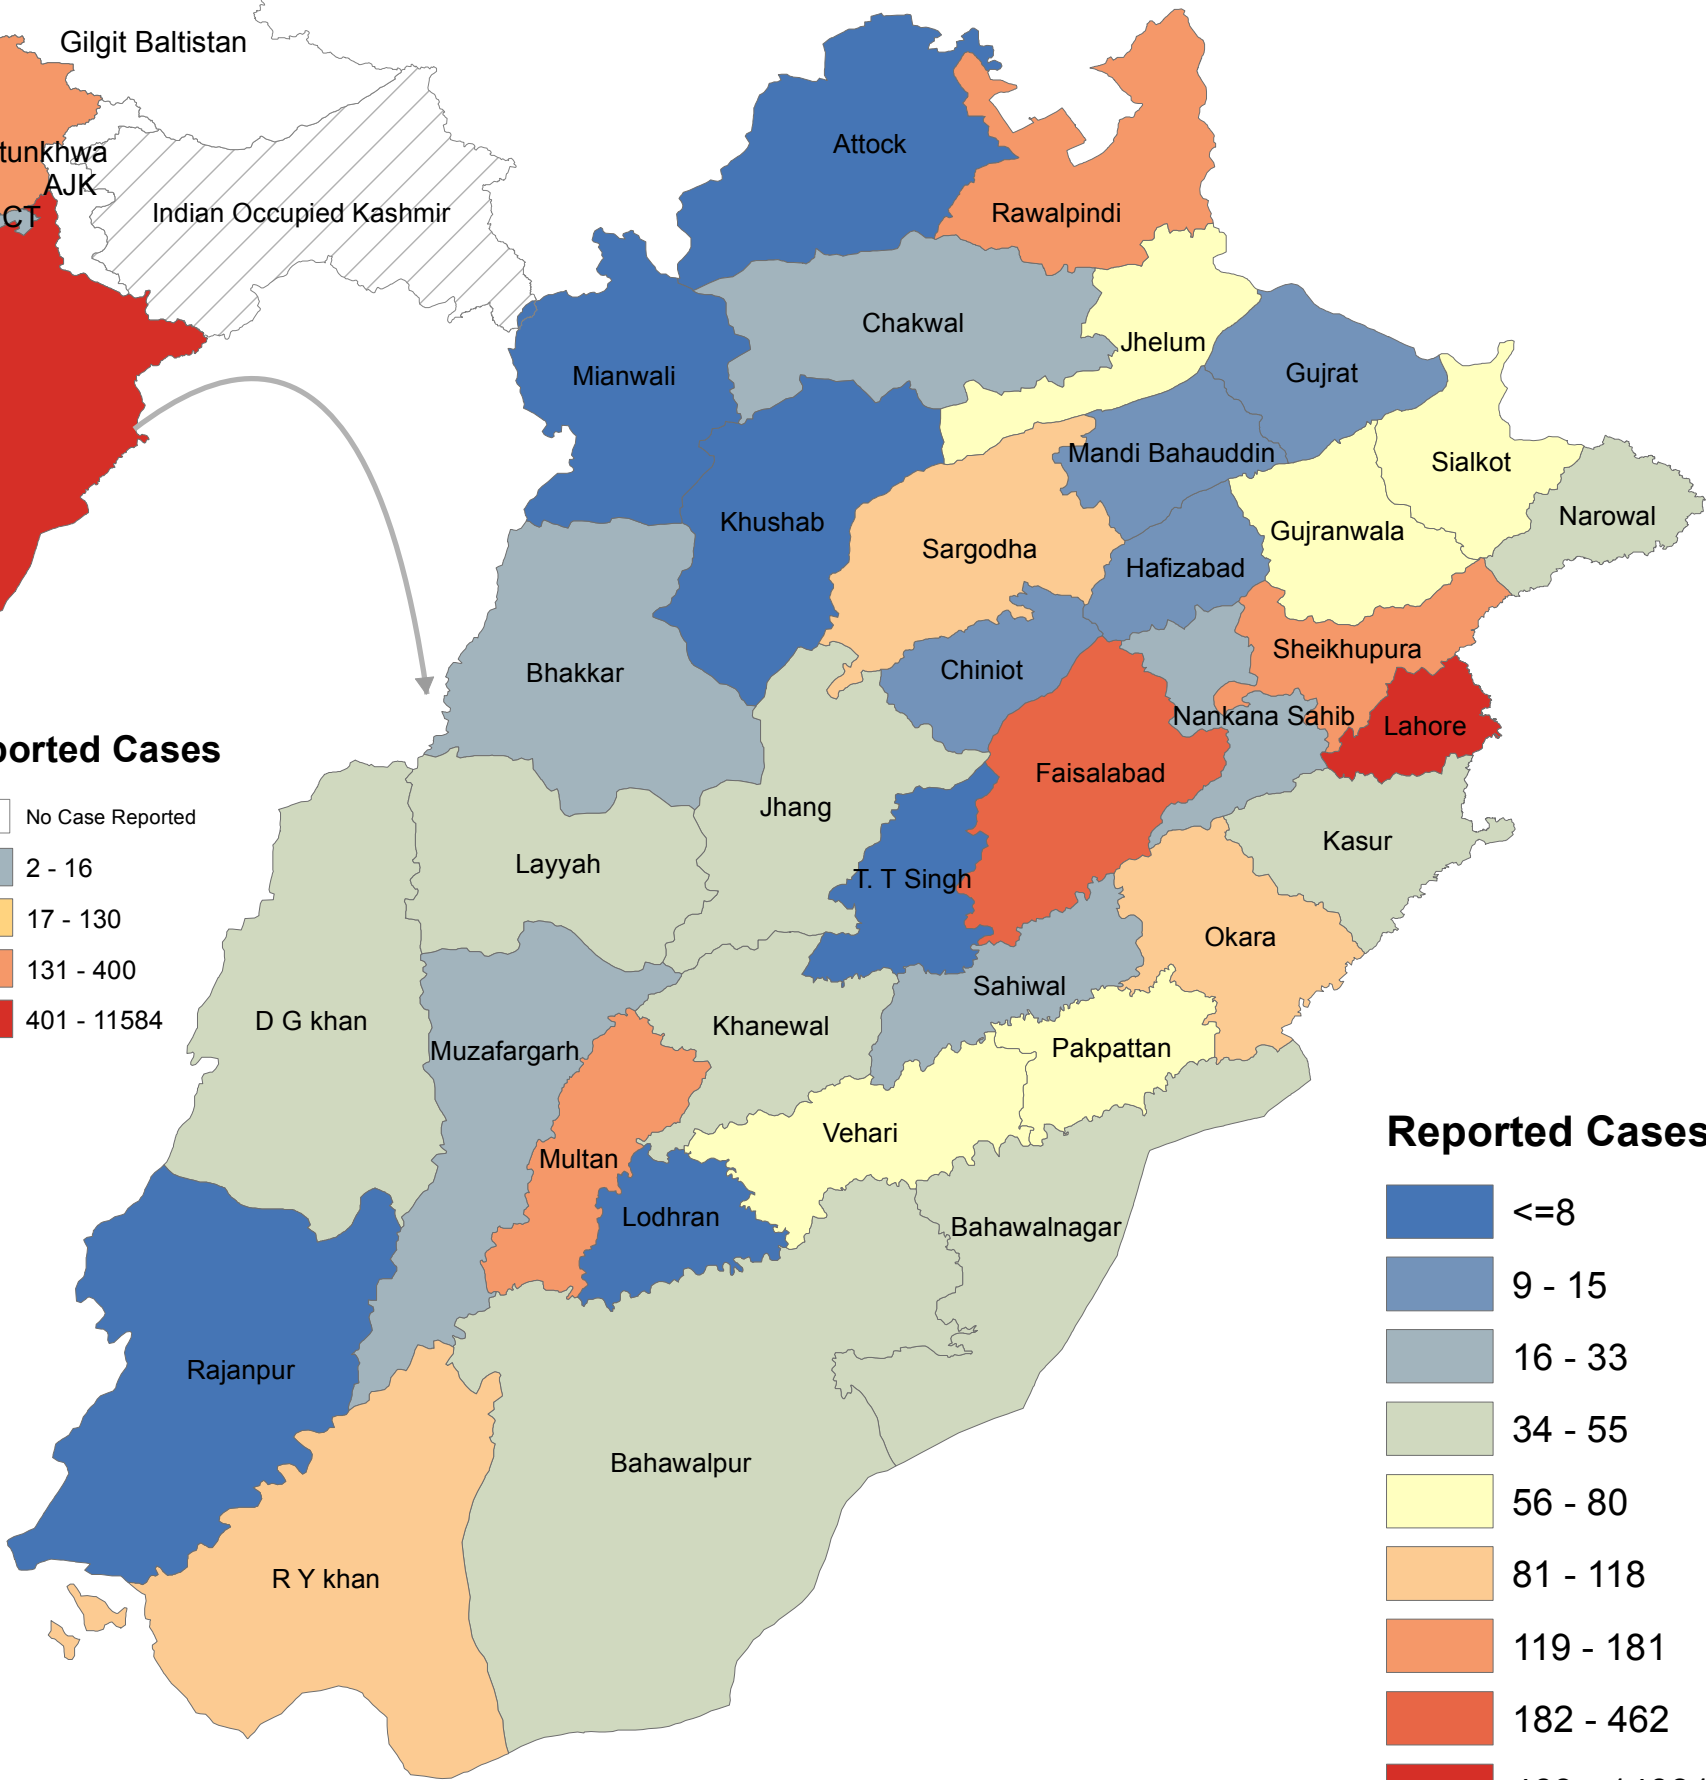 Gilgit Baltistan
tunkhwa
AJK
CT
Indian Occupied Kashmir
Attock
Rawalpindi
Chakwal
Jhelum
Mianwali
Gujrat
Mandi Bahauddin
Sialkot
Khushab
Narowal
Gujranwala
Sargodha
Hafizabad
Sheikhupura
Bhakkar
Chiniot
Nankana Sahib
Lahore
Faisalabad
Jhang
Kasur
Layyah
T. T Singh
Okara
Sahiwal
D G khan
Khanewal
Pakpattan
Muzafargarh
Vehari
Multan
Lodhran
Bahawalnagar
Rajanpur
Bahawalpur
R Y khan
ported Cases
No Case Reported
2 - 16
17 - 130
131 - 400
401 - 11584
Reported Cases
<=8
9 - 15
16 - 33
34 - 55
56 - 80
81 - 118
119 - 181
182 - 462